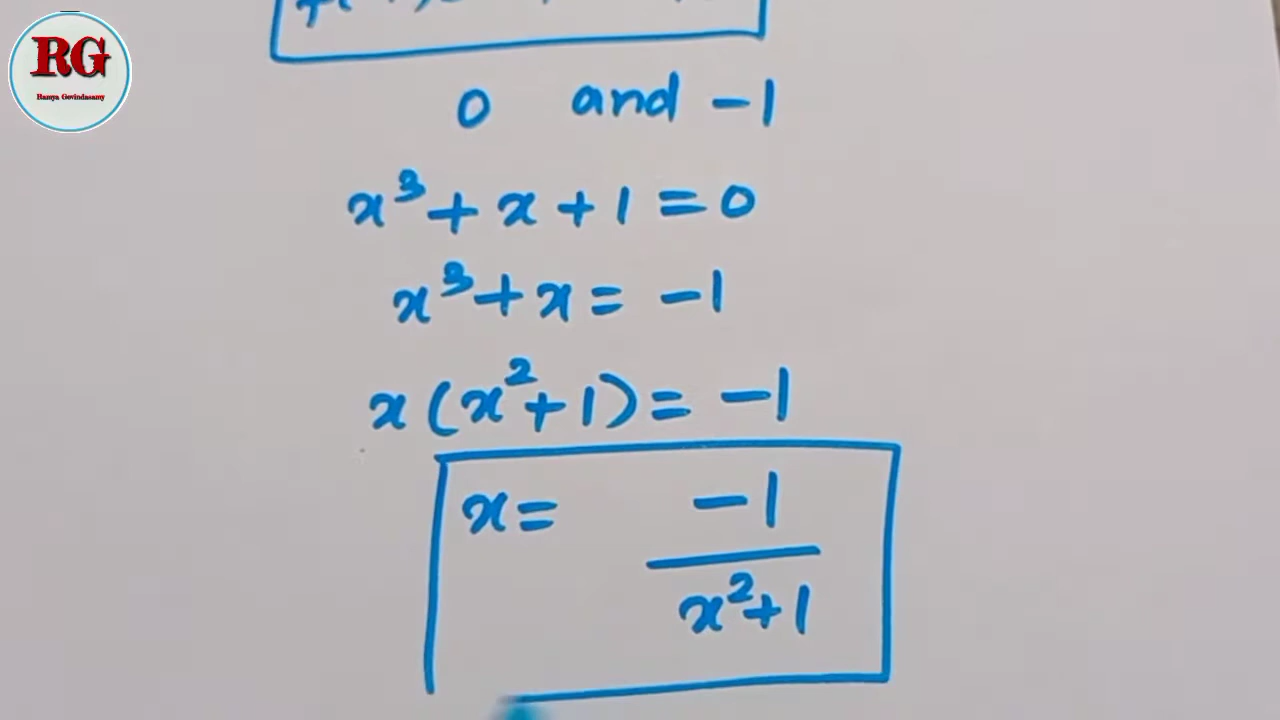 RG
Ramya Govindasamy
0 and -1
x³ + x + 1 = 0
x³ + x = -1
x (x² + 1) = -1
x = -1
x² + 1